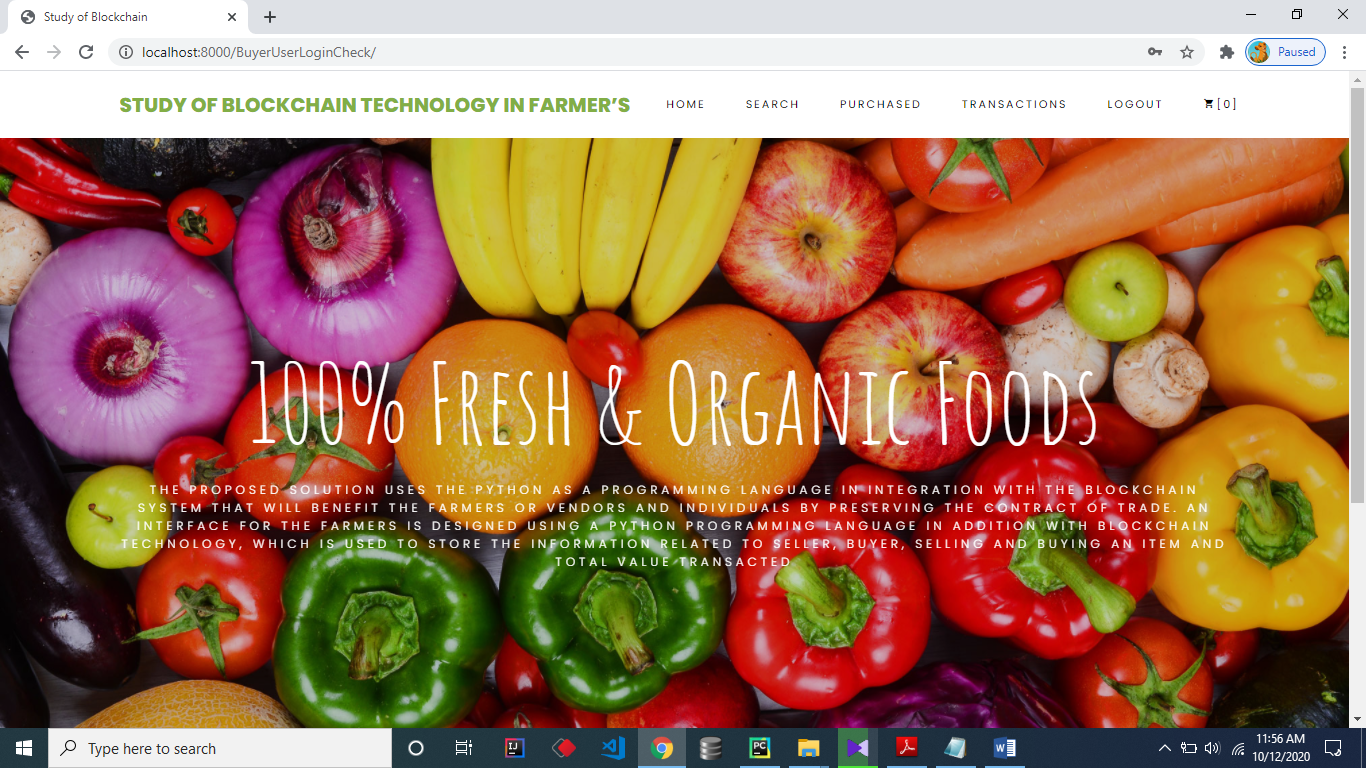 Study of Blockchain
localhost:8000/BuyerUserLoginCheck/
Paused
STUDY OF BLOCKCHAIN TECHNOLOGY IN FARMER’S
HOME
SEARCH
PURCHASED
TRANSACTIONS
LOGOUT
[0]
100% Fresh & Organic Foods
THE PROPOSED SOLUTION USES THE PYTHON AS A PROGRAMMING LANGUAGE IN INTEGRATION WITH THE BLOCKCHAIN
SYSTEM THAT WILL BENEFIT THE FARMERS OR VENDORS AND INDIVIDUALS BY PRESERVING THE CONTRACT OF TRADE. AN
INTERFACE FOR THE FARMERS IS DESIGNED USING A PYTHON PROGRAMMING LANGUAGE IN ADDITION WITH BLOCKCHAIN
TECHNOLOGY, WHICH IS USED TO STORE THE INFORMATION RELATED TO SELLER, BUYER, SELLING AND BUYING AN ITEM AND
TOTAL VALUE TRANSACTED
Type here to search
IJ
PC
W
11:56 AM
10/12/2020